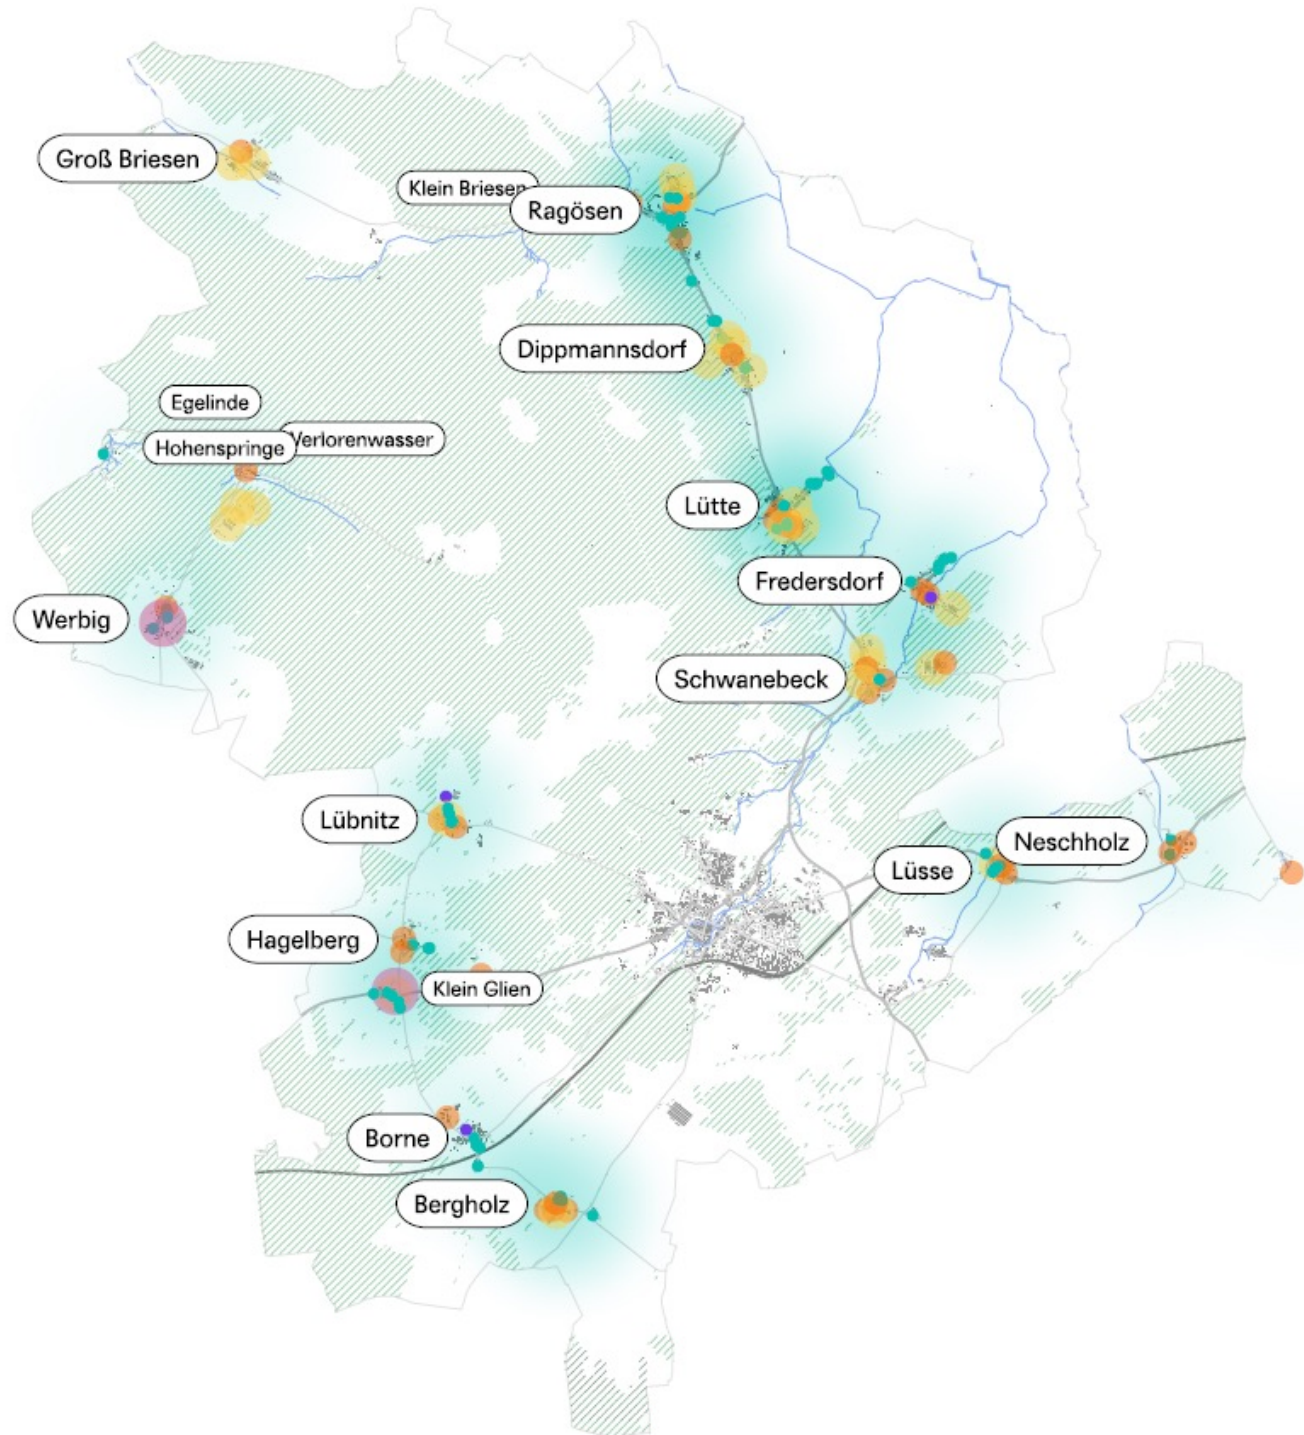 Groß Briesen
Klein Briesen
Ragösen
Dippmannsdorf
Egelinde
Verlorenwasser
Hohenspringe
Lütte
Fredersdorf
Werbig
Schwanebeck
Lübnitz
Neschholz
Lüsse
Hagelberg
Klein Glien
Borne
Bergholz